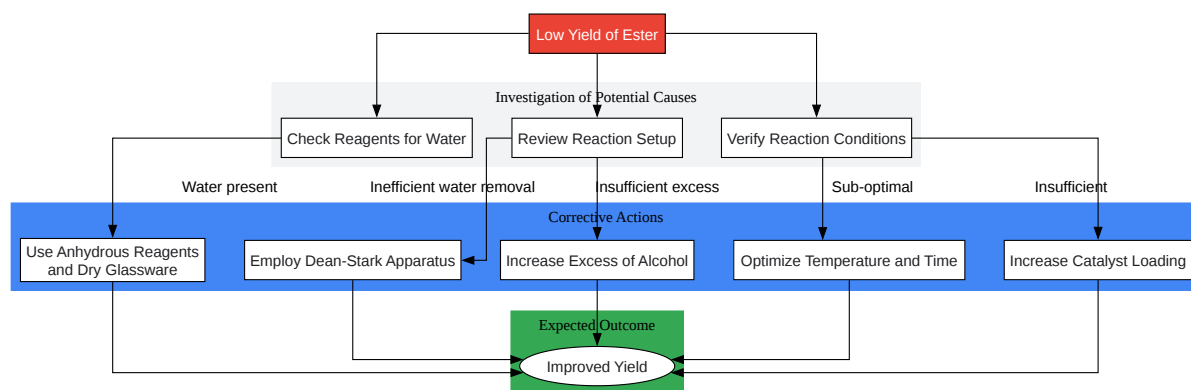 Low Yield of Ester
Investigation of Potential Causes
Check Reagents for Water
Review Reaction Setup
Verify Reaction Conditions
Water present
Inefficient water removal
Insufficient excess
Sub-optimal
Insufficient
Corrective Actions
Use Anhydrous Reagents
and Dry Glassware
Employ Dean-Stark Apparatus
Increase Excess of Alcohol
Optimize Temperature and Time
Increase Catalyst Loading
Expected Outcome
Improved Yield